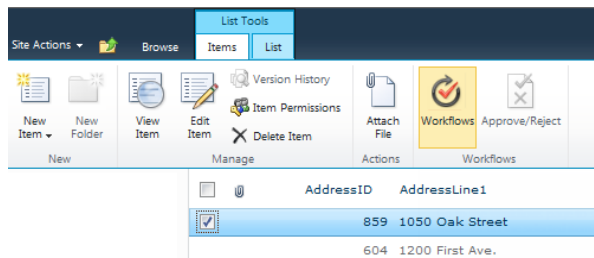 List Tools
Site Actions Browse Items List
Version History
Item Permissions
New Item New Folder View Item Edit Item Delete Item Attach File Workflows Approve/Reject
New Manage Actions Workflows
AddressID AddressLine1
859 1050 Oak Street
604 1200 First Ave.